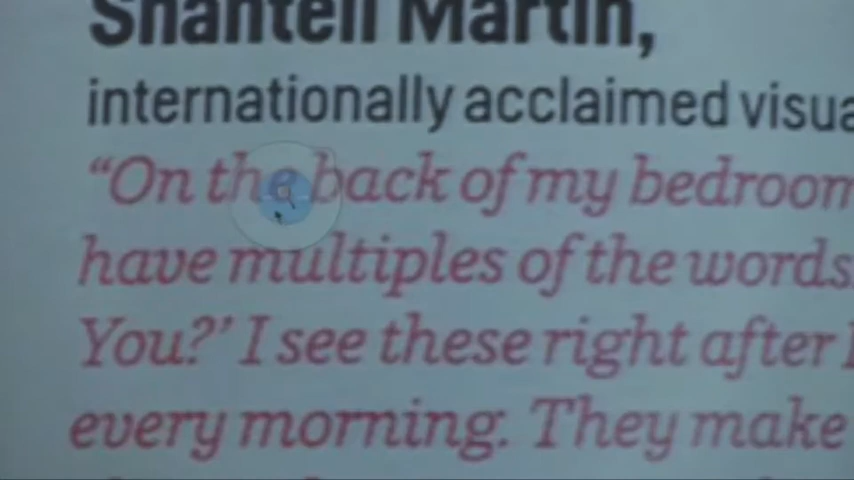 Shantell Martin,
internationally acclaimed
“On the back of my bedroom
have multiples of the words
You?’ I see these right after
every morning. They make